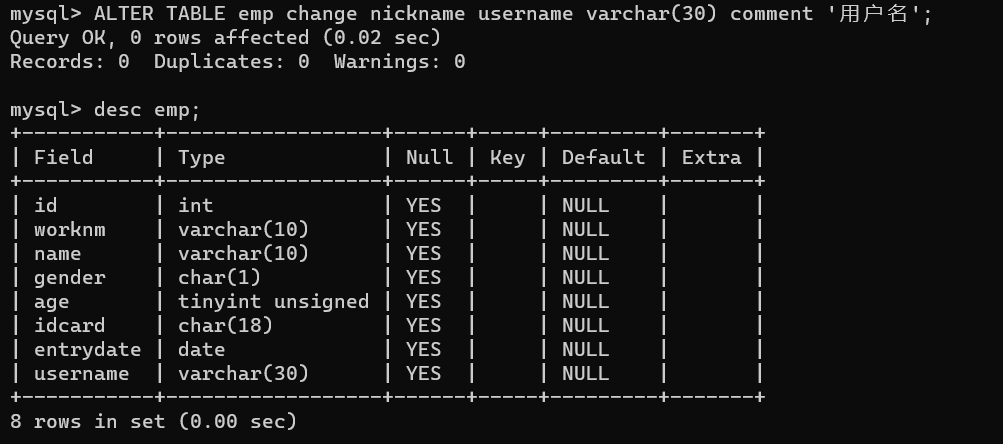 mysql> ALTER TABLE emp change nickname username varchar(30) comment '用户名';
Query OK, 0 rows affected (0.02 sec)
Records: 0  Duplicates: 0  Warnings: 0

mysql> desc emp;
+-----------+------------------+------+-----+---------+-------+
| Field     | Type             | Null | Key | Default | Extra |
+-----------+------------------+------+-----+---------+-------+
| id        | int              | YES  |     | NULL    |       |
| worknm    | varchar(10)      | YES  |     | NULL    |       |
| name      | varchar(10)      | YES  |     | NULL    |       |
| gender    | char(1)          | YES  |     | NULL    |       |
| age       | tinyint unsigned | YES  |     | NULL    |       |
| idcard    | char(18)         | YES  |     | NULL    |       |
| entrydate | date             | YES  |     | NULL    |       |
| username  | varchar(30)      | YES  |     | NULL    |       |
+-----------+------------------+------+-----+---------+-------+
8 rows in set (0.00 sec)